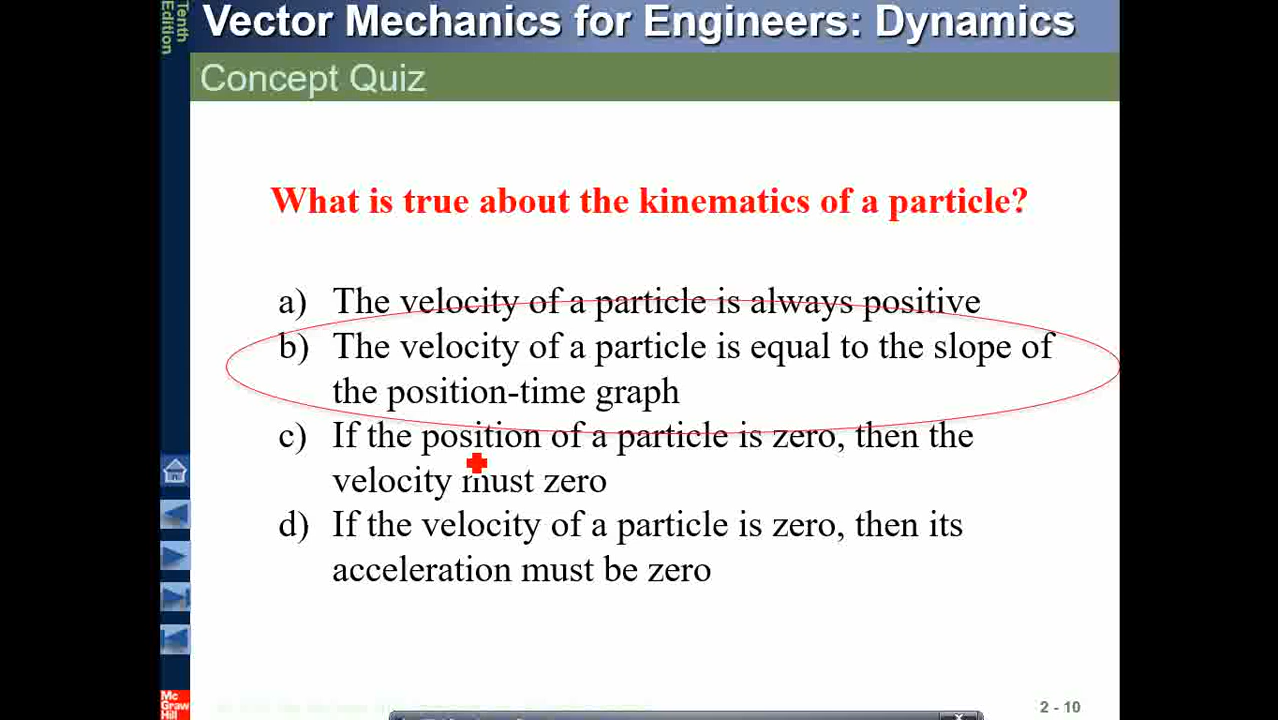 Tenth
Edition
Vector Mechanics for Engineers: Dynamics
Concept Quiz
What is true about the kinematics of a particle?
a) The velocity of a particle is always positive
b) The velocity of a particle is equal to the slope of
the position-time graph
c) If the position of a particle is zero, then the
velocity must zero
d) If the velocity of a particle is zero, then its
acceleration must be zero
Mc
Graw
Hill
2 - 10